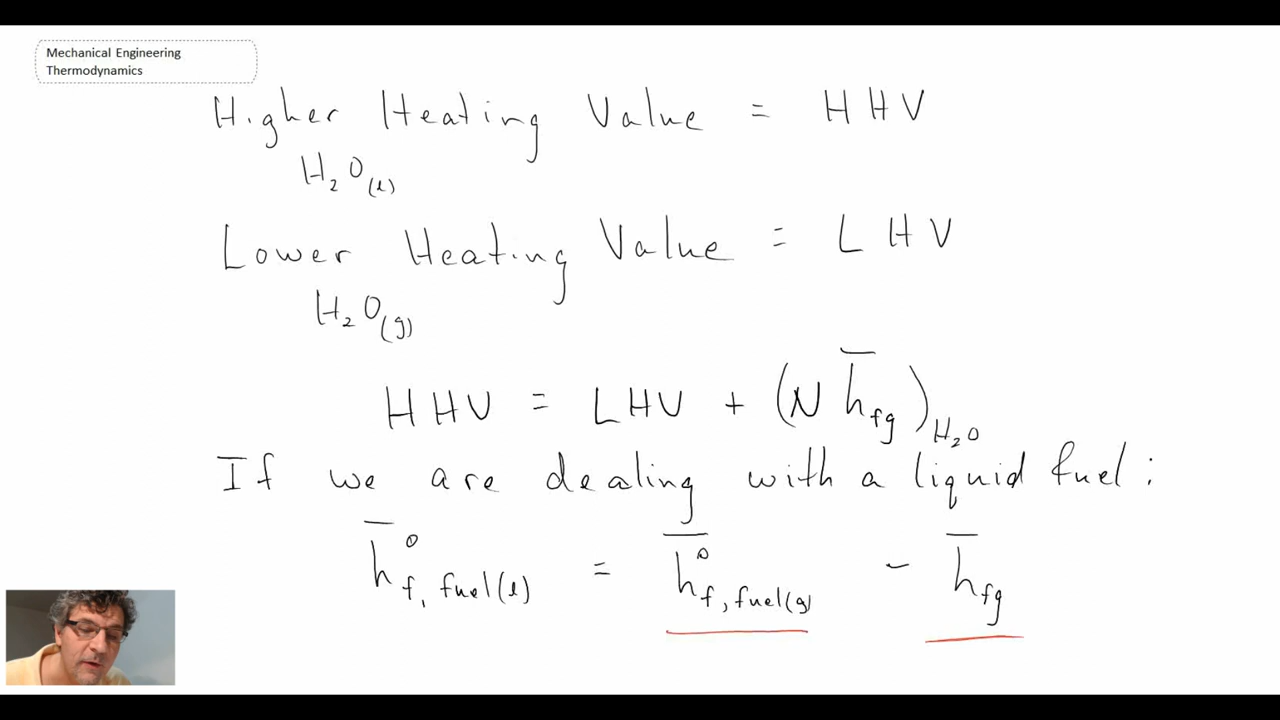 Mechanical Engineering
Thermodynamics
Higher Heating Value = HHV
H₂O(l)
Lower Heating Value = LHV
H₂O(g)
HHV = LHV + (N h̅fg)H₂O
If we are dealing with a liquid fuel:
h̅°f, fuel(l) = h̅°f, fuel(g) - h̅fg